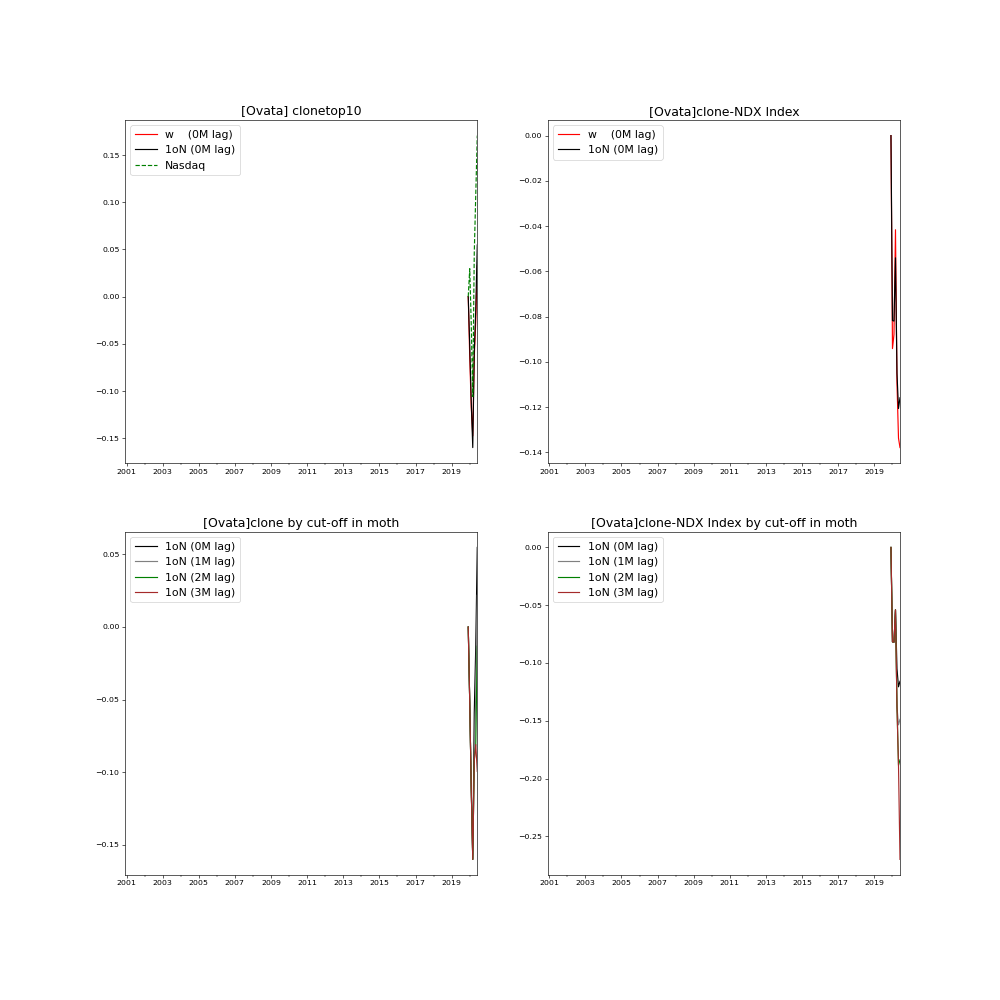 [Ovata] clonetop10
w    (0M lag)
1oN (0M lag)
Nasdaq
0.15
0.10
0.05
0.00
−0.05
−0.10
−0.15
2001 2003 2005 2007 2009 2011 2013 2015 2017 2019
[Ovata]clone-NDX Index
w    (0M lag)
1oN (0M lag)
0.00
−0.02
−0.04
−0.06
−0.08
−0.10
−0.12
−0.14
2001 2003 2005 2007 2009 2011 2013 2015 2017 2019
[Ovata]clone by cut-off in moth
1oN (0M lag)
1oN (1M lag)
1oN (2M lag)
1oN (3M lag)
0.05
0.00
−0.05
−0.10
−0.15
2001 2003 2005 2007 2009 2011 2013 2015 2017 2019
[Ovata]clone-NDX Index by cut-off in moth
1oN (0M lag)
1oN (1M lag)
1oN (2M lag)
1oN (3M lag)
0.00
−0.05
−0.10
−0.15
−0.20
−0.25
2001 2003 2005 2007 2009 2011 2013 2015 2017 2019